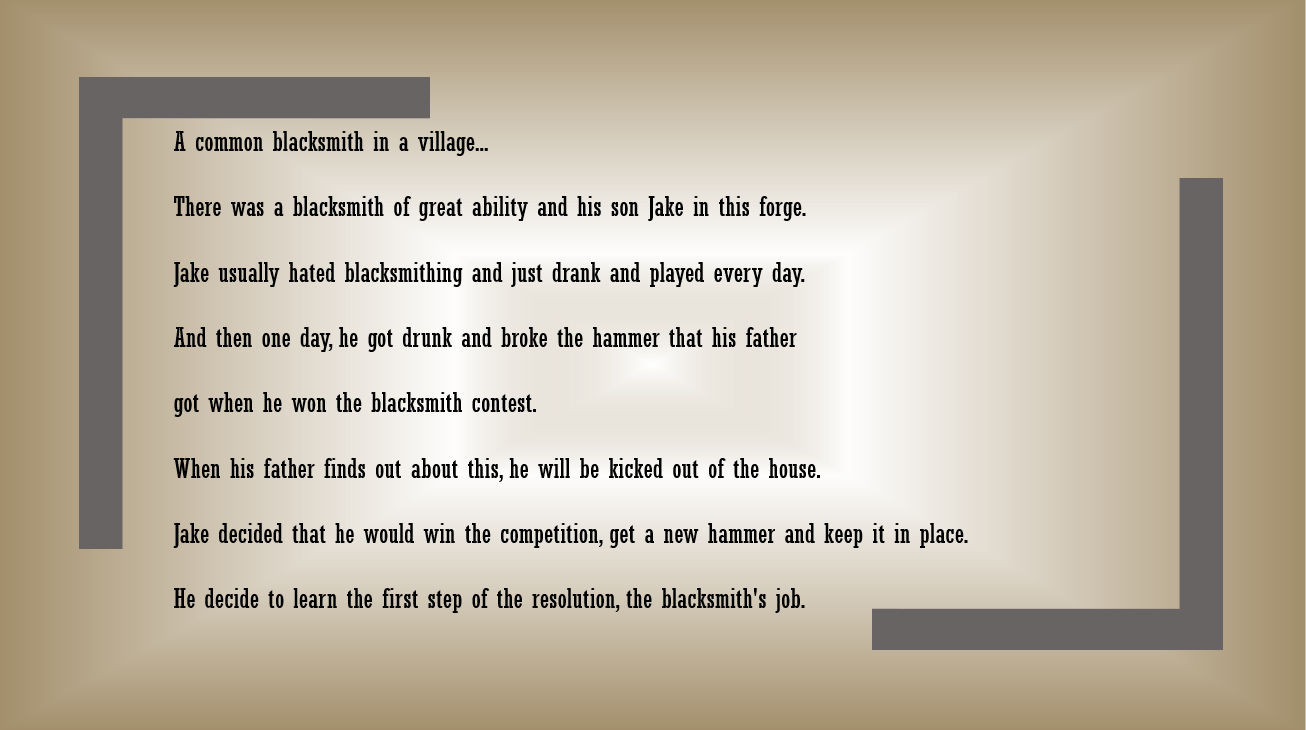 A common blacksmith in a village...
There was a blacksmith of great ability and his son Jake in this forge.
Jake usually hated blacksmithing and just drank and played every day.
And then one day, he got drunk and broke the hammer that his father
got when he won the blacksmith contest.
When his father finds out about this, he will be kicked out of the house.
Jake decided that he would win the competition, get a new hammer and keep it in place.
He decide to learn the first step of the resolution, the blacksmith's job.